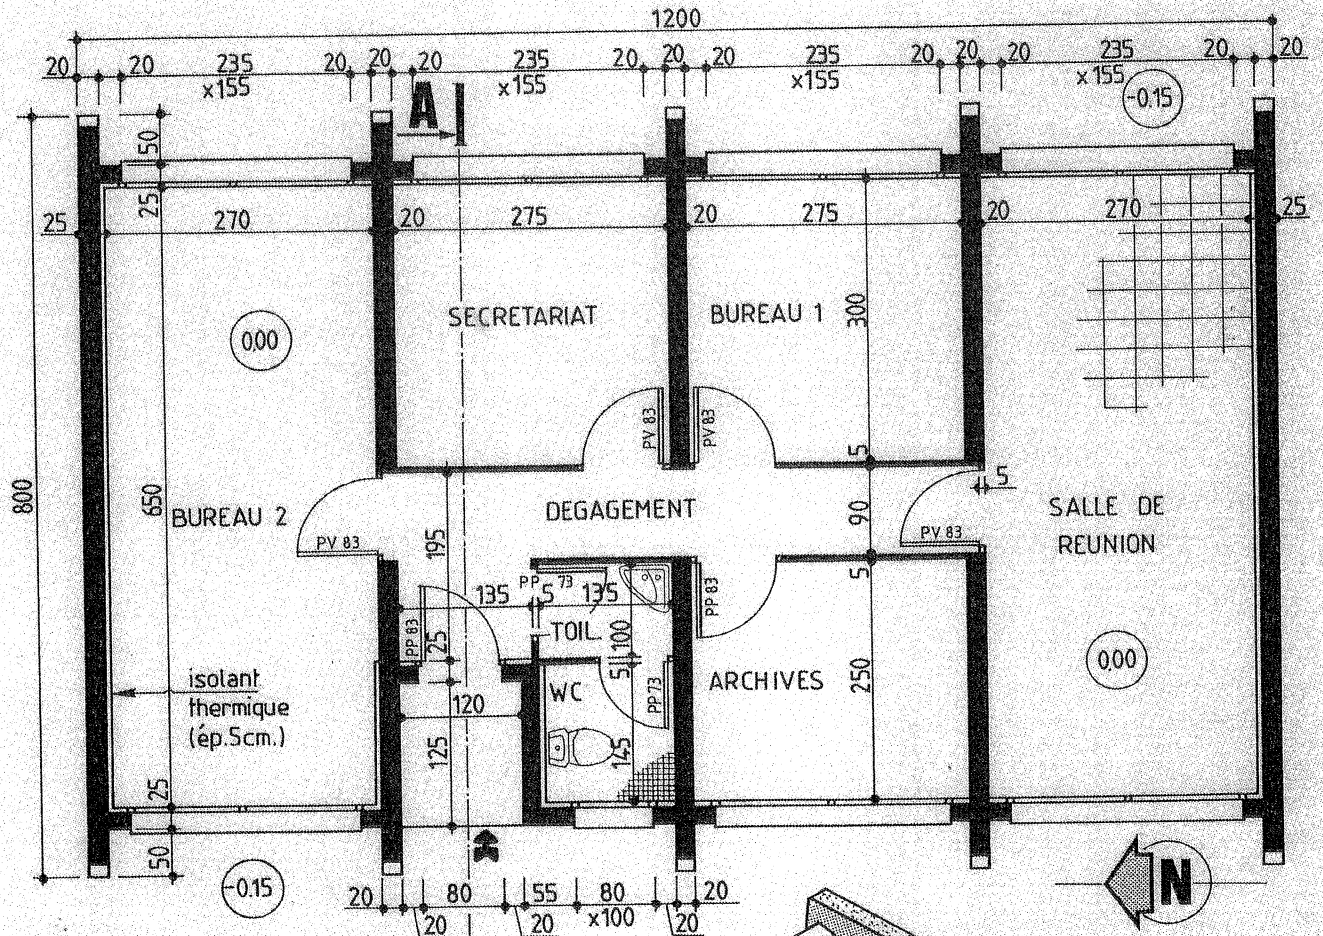 1200
20 20 235 20 20 20 235 20 20 20 235 20 20 20 235 20 20
x155 x155 x155 x155
A
-0.15
50
25
25 270 20 275 20 275 20 270 25
SECRETARIAT
BUREAU 1
300
0,00
PV 83
PV 83
5
800
650
BUREAU 2
DEGAGEMENT
90
5
SALLE DE
REUNION
PV 83
195
PV 83
5
PP 73
135 5 135
PP 83
PP 83
25
TOIL.
100
5
WC
PP 73
ARCHIVES
250
0,00
isolant
thermique
(ép.5cm.)
120
125
145
25
50
-0.15
N
20 80 55 80 20
x100
20 20 20